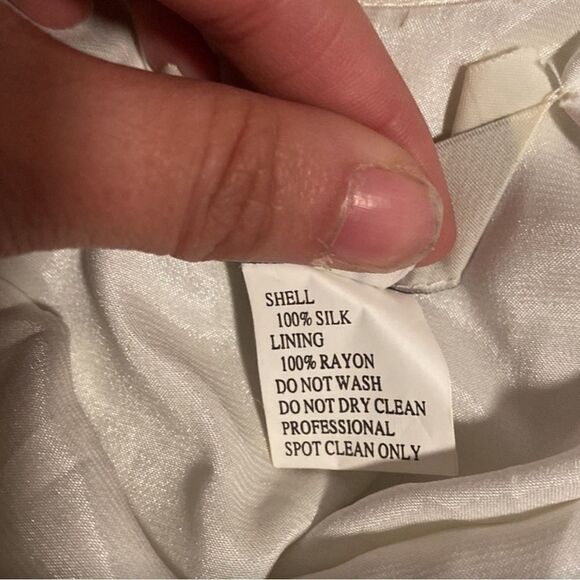 SHELL
100% SILK
LINING
100% RAYON
DO NOT WASH
DO NOT DRY CLEAN
PROFESSIONAL
SPOT CLEAN ONLY